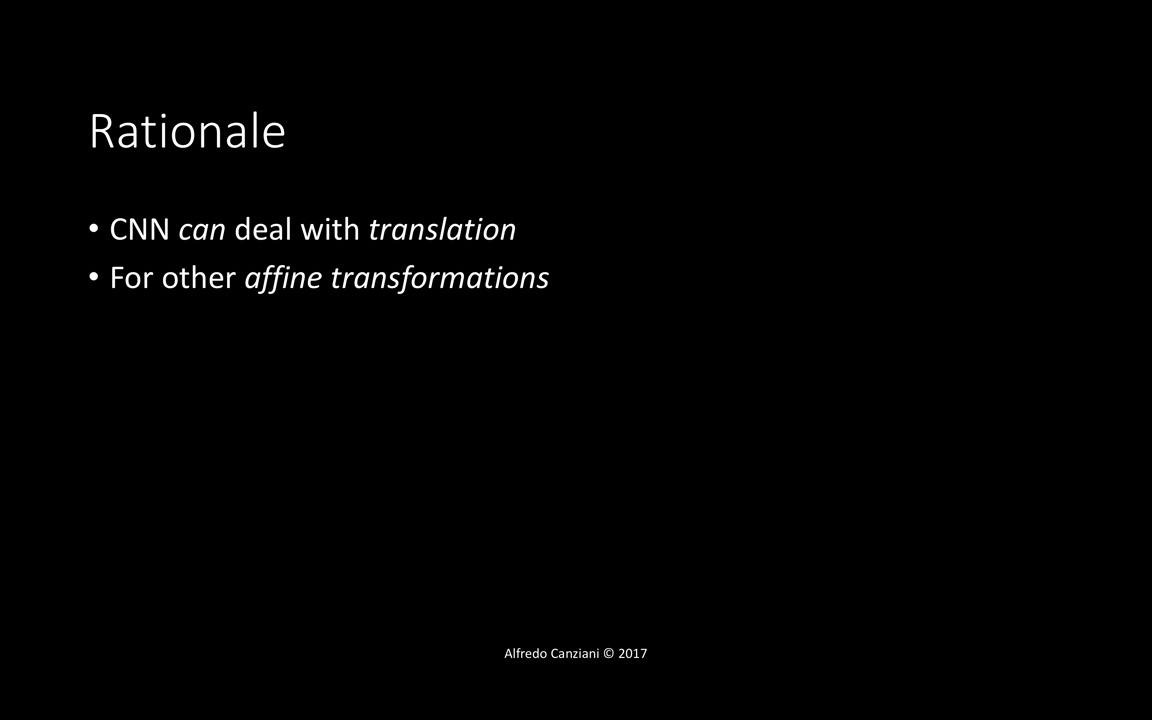 Rationale
• CNN can deal with translation
• For other affine transformations
Alfredo Canziani © 2017